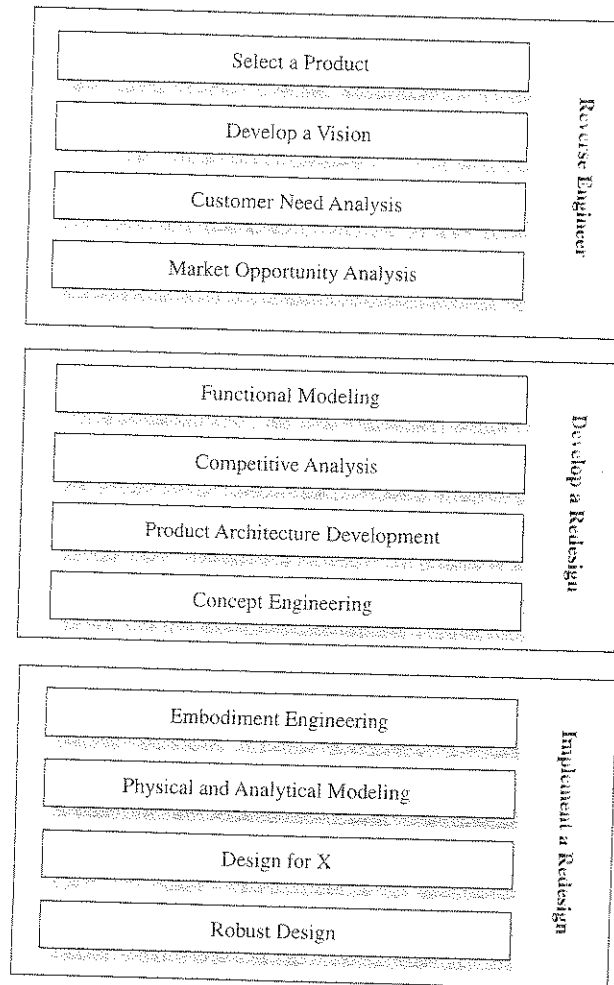 Select a Product
Develop a Vision
Customer Need Analysis
Market Opportunity Analysis
Reverse Engineer
Functional Modeling
Competitive Analysis
Product Architecture Development
Concept Engineering
Develop a Redesign
Embodiment Engineering
Physical and Analytical Modeling
Design for X
Robust Design
Implement a Redesign